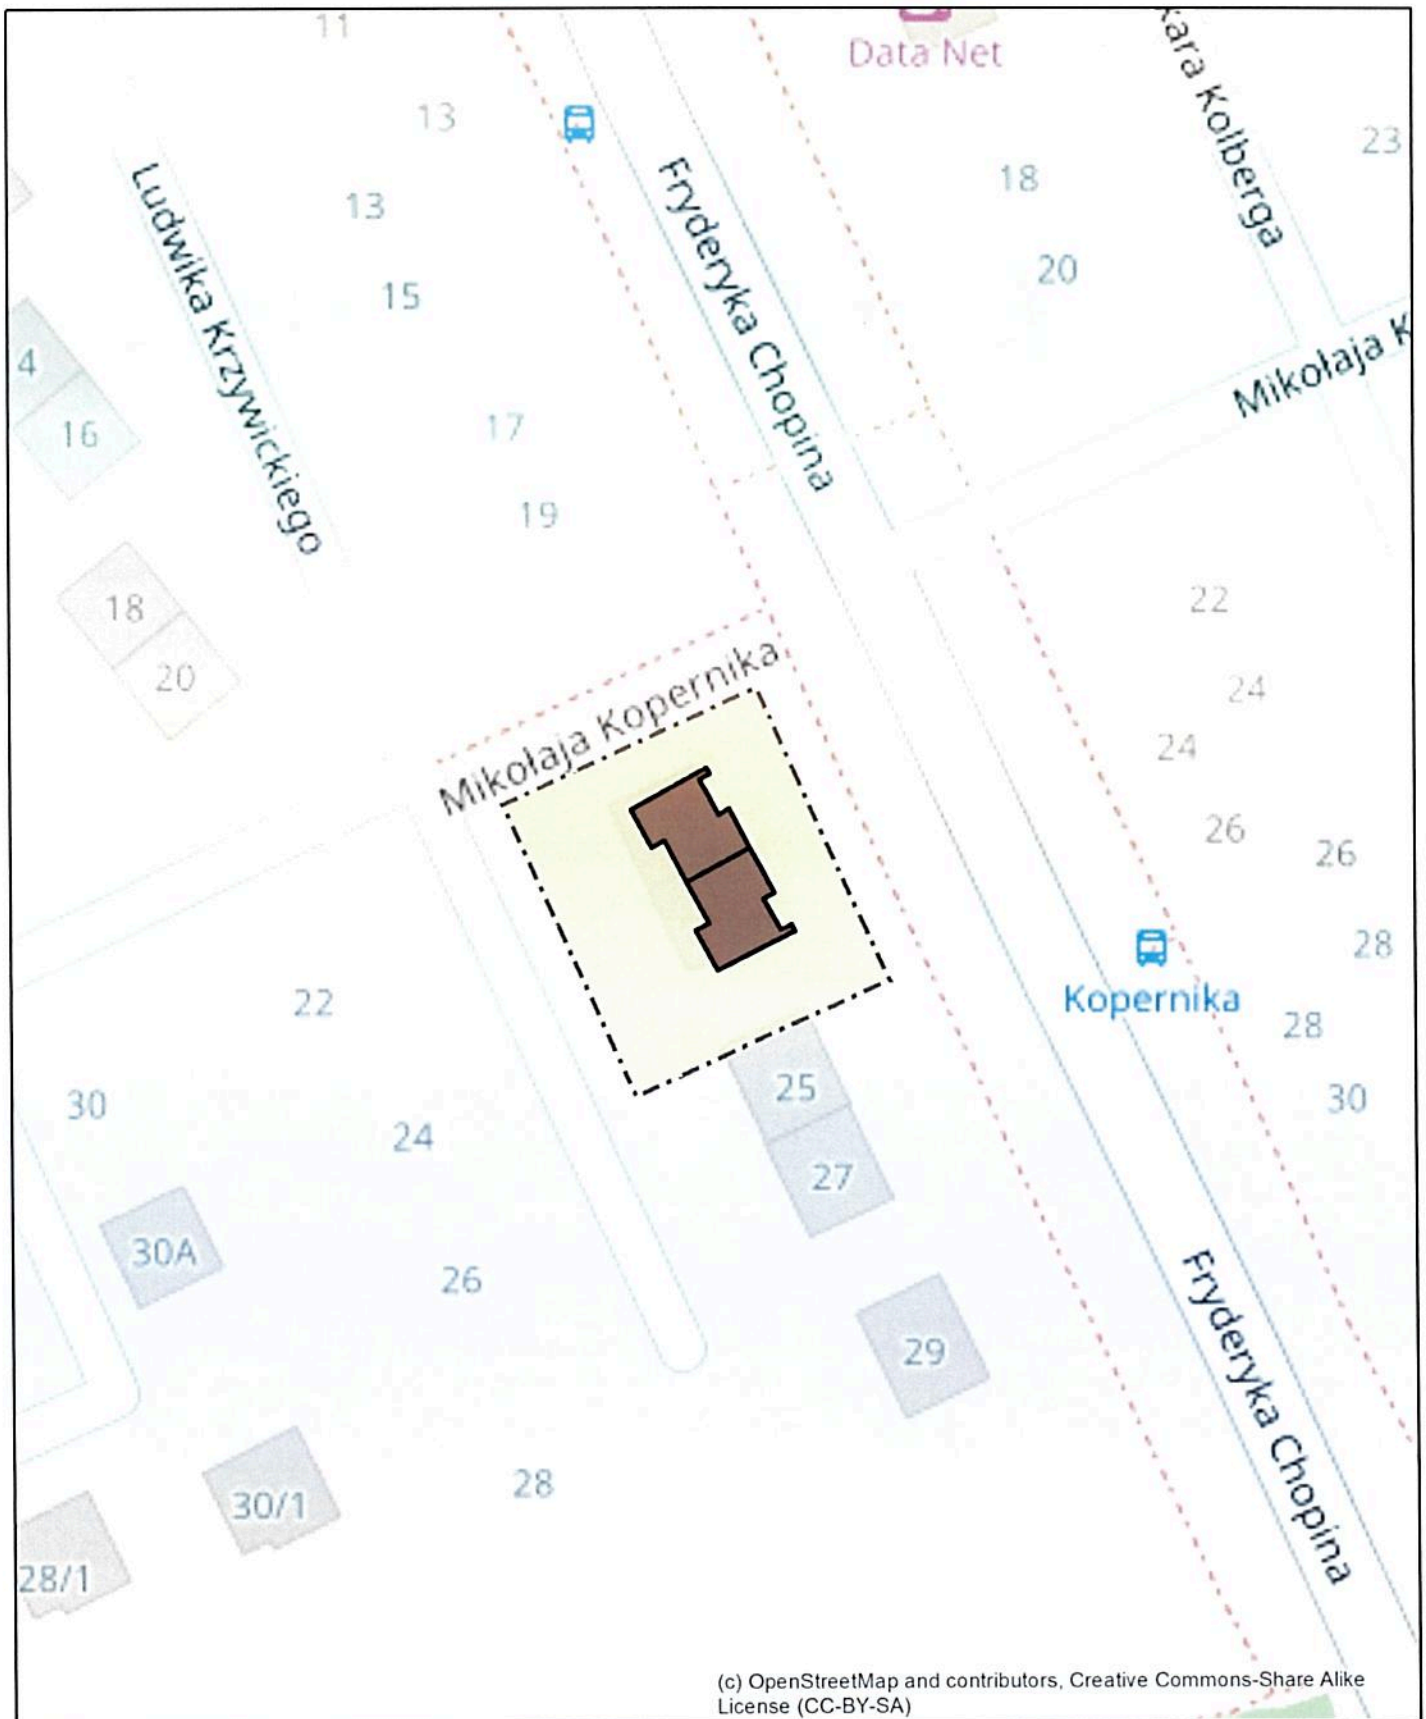 11
Data Net
kara Kolberga
13
23
Ludwika Krzywickiego
Fryderyka Chopina
18
13
20
15
4
Mikołaja K
16
17
19
22
18
20
24
Mikołaja Kopernika
24
26
26
28
Kopernika
22
28
30
30
25
24
27
30A
26
29
Fryderyka Chopina
28
30/1
28/1
(c) OpenStreetMap and contributors, Creative Commons-Share Alike
License (CC-BY-SA)